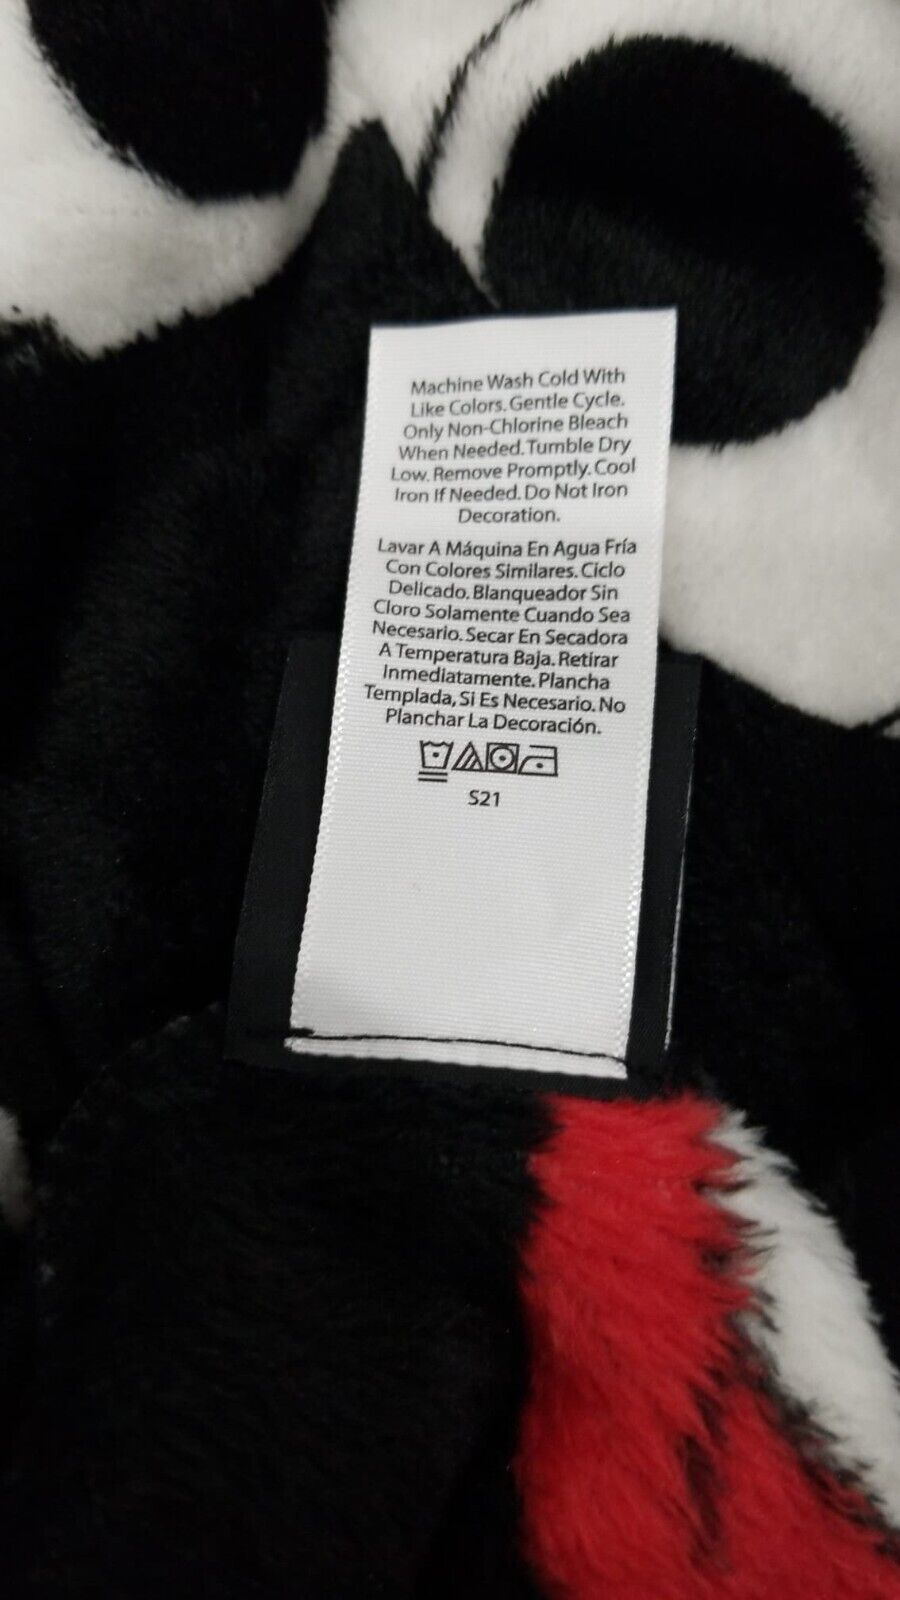 Machine Wash Cold With
Like Colors. Gentle Cycle.
Only Non-Chlorine Bleach
When Needed. Tumble Dry
Low. Remove Promptly. Cool
Iron If Needed. Do Not Iron
Decoration.
Lavar A Máquina En Agua Fría
Con Colores Similares. Ciclo
Delicado. Blanqueador Sin
Cloro Solamente Cuando Sea
Necesario. Secar En Secadora
A Temperatura Baja. Retirar
Inmediatamente. Plancha
Templada, Si Es Necesario. No
Planchar La Decoración.
S21